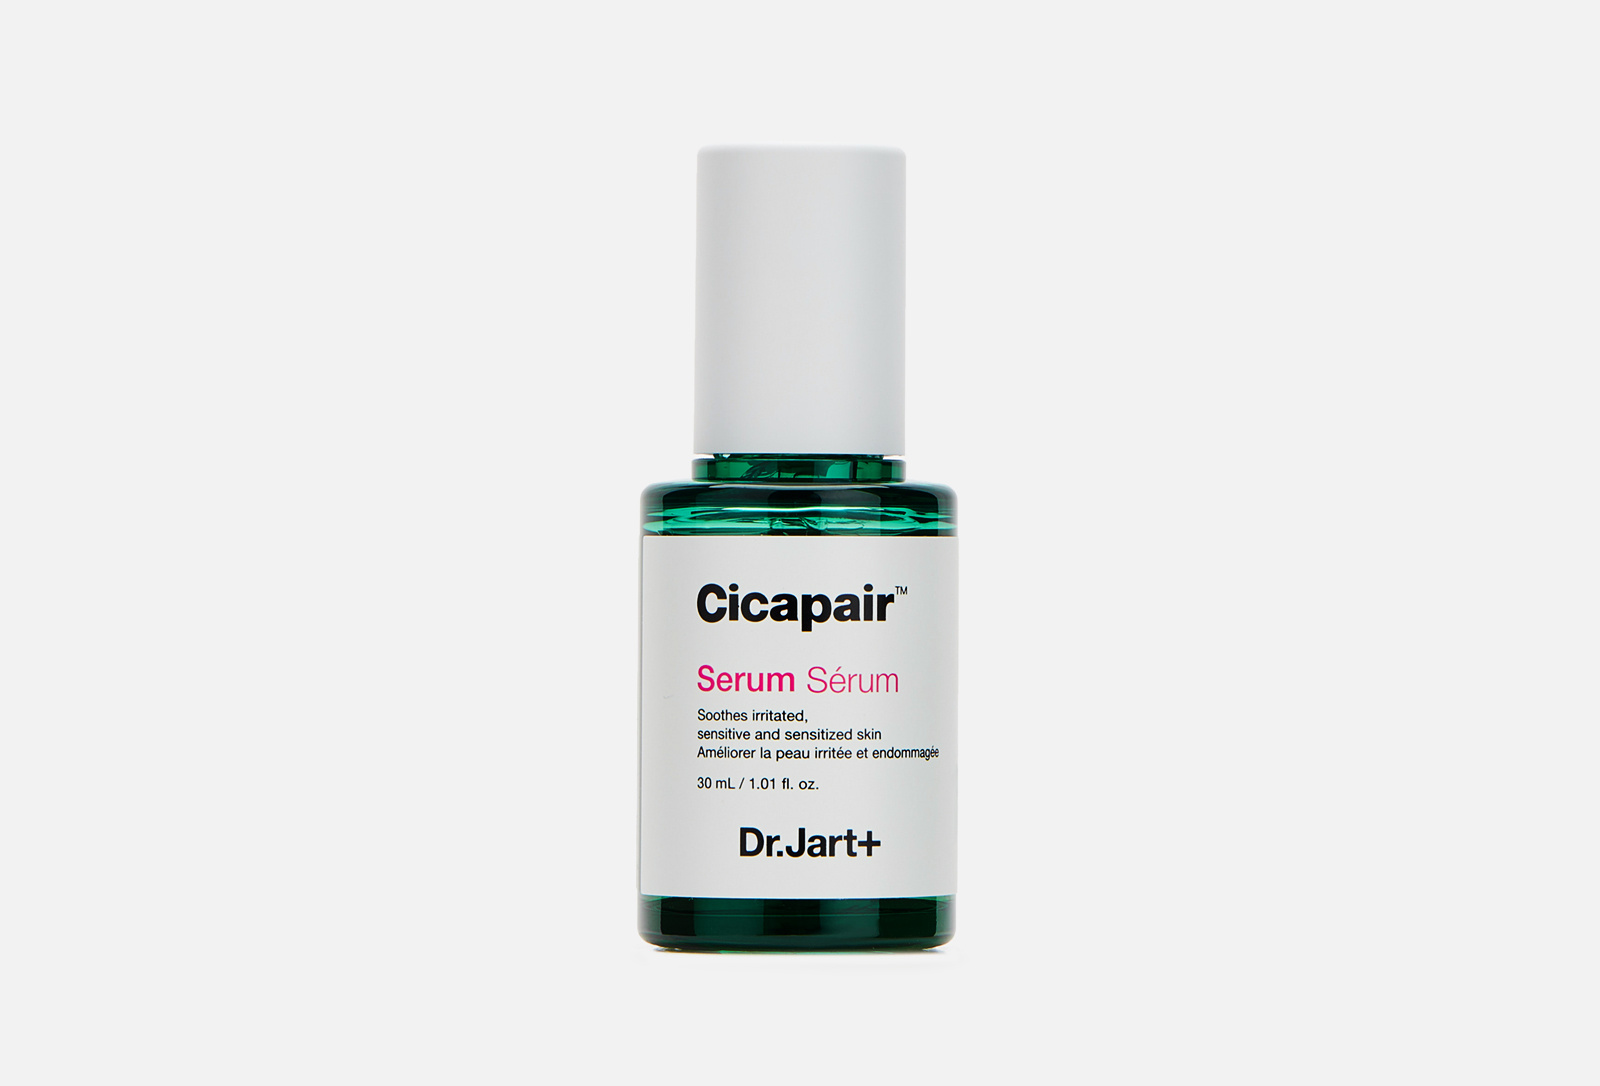 Cicapair™
Serum Sérum
Soothes irritated,
sensitive and sensitized skin
Améliorer la peau irritée et endommagée
30 mL / 1.01 fl. oz.
Dr.Jart+